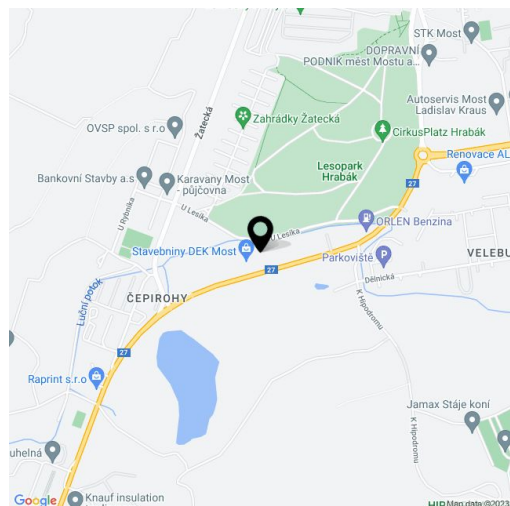 STK Most
DOPRAVNÍ
PODNIK měst Mostu a...
Autoservis Most
Ladislav Kraus
Zahrádky Žatecká
OVSP spol. s r.o
Žatecká
CirkusPlatz Hrabák
Renovace AL
Lesopark
Hrabák
Bankovní Stavby a.s
Karavany Most
- půjčovna
27
U Rybníka
U Lesíka
ORLEN Benzina
U Lesíka
Stavebniny DEK Most
Parkoviště
VELEBU
27
Dělnická
Luční potok
ČEPIROHY
K Hipodromu
27
Raprint s.r.o
Jamax Stáje koní
K Hipodromu
uhelná
Knauf insulation
Google
Map data ©2023